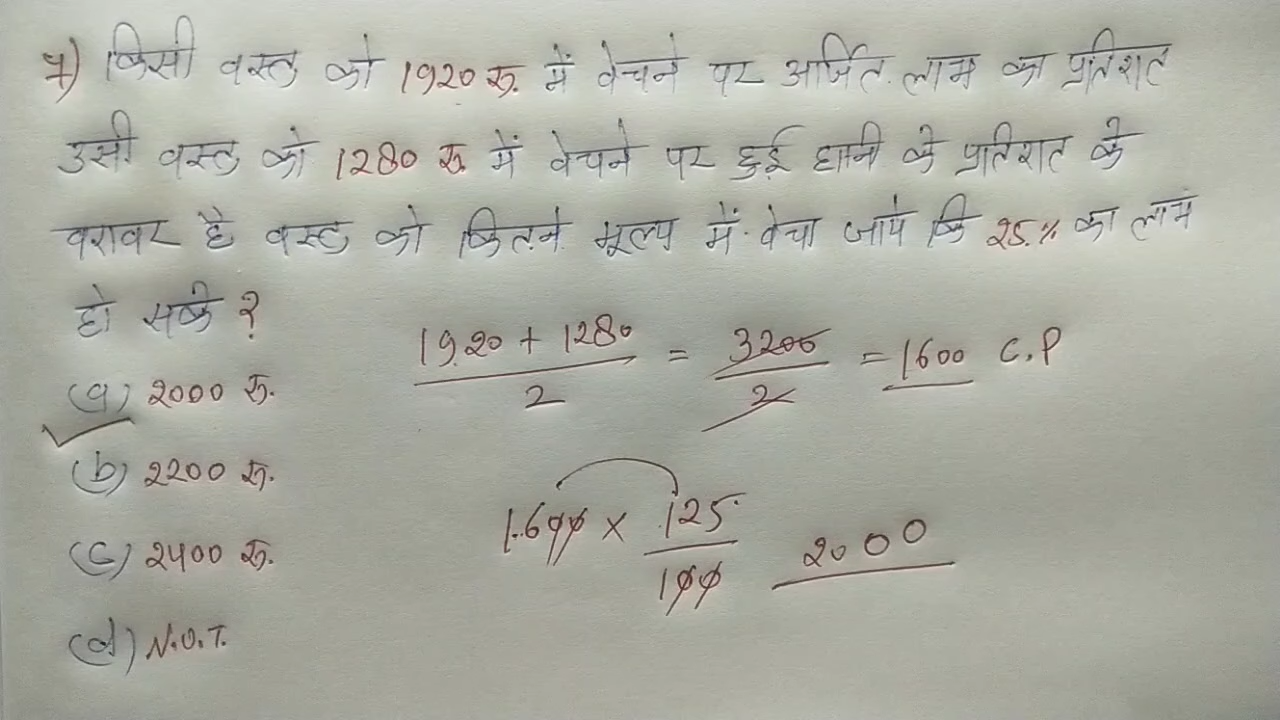 7) किसी वस्तु को 1920 रु. में बेचने पर अर्जित लाभ का प्रतिशत
उसी वस्तु को 1280 रु. में बेचने पर हुई हानी के प्रतिशत के
बराबर है वस्तु को कितने मूल्य में बेचा जाये कि 25% का लाभ
हो सके ?
1920 + 1280 / 2 = 3200 / 2 = 1600 C.P
(a) 2000 रु.
(b) 2200 रु.
1600 × 125 / 100 2000
(c) 2400 रु.
(d) N.O.T.